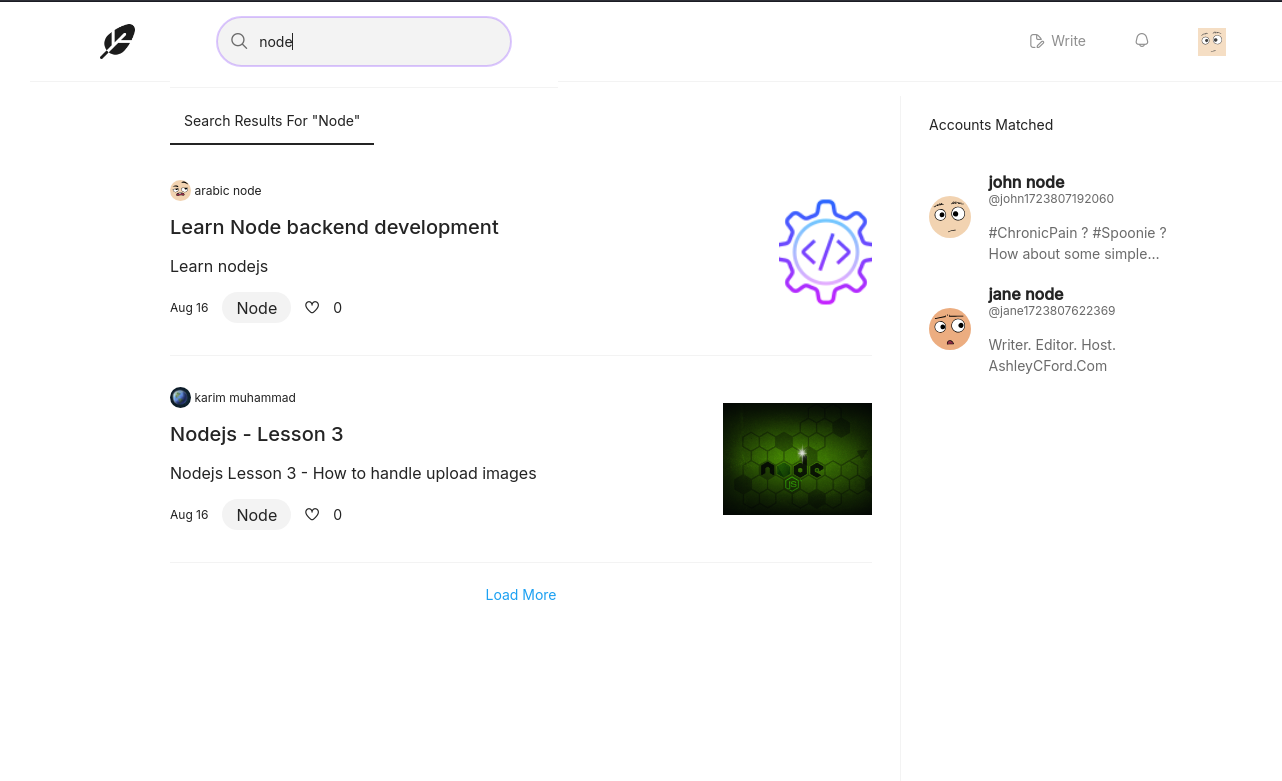 node
Write
Search Results For "Node"
arabic node
Learn Node backend development
Learn nodejs
Aug 16 Node 0
karim muhammad
Nodejs - Lesson 3
Nodejs Lesson 3 - How to handle upload images
Aug 16 Node 0
node
JS
Load More
Accounts Matched
john node
@john1723807192060
#ChronicPain ? #Spoonie ?
How about some simple...
jane node
@jane1723807622369
Writer. Editor. Host.
AshleyCFord.Com